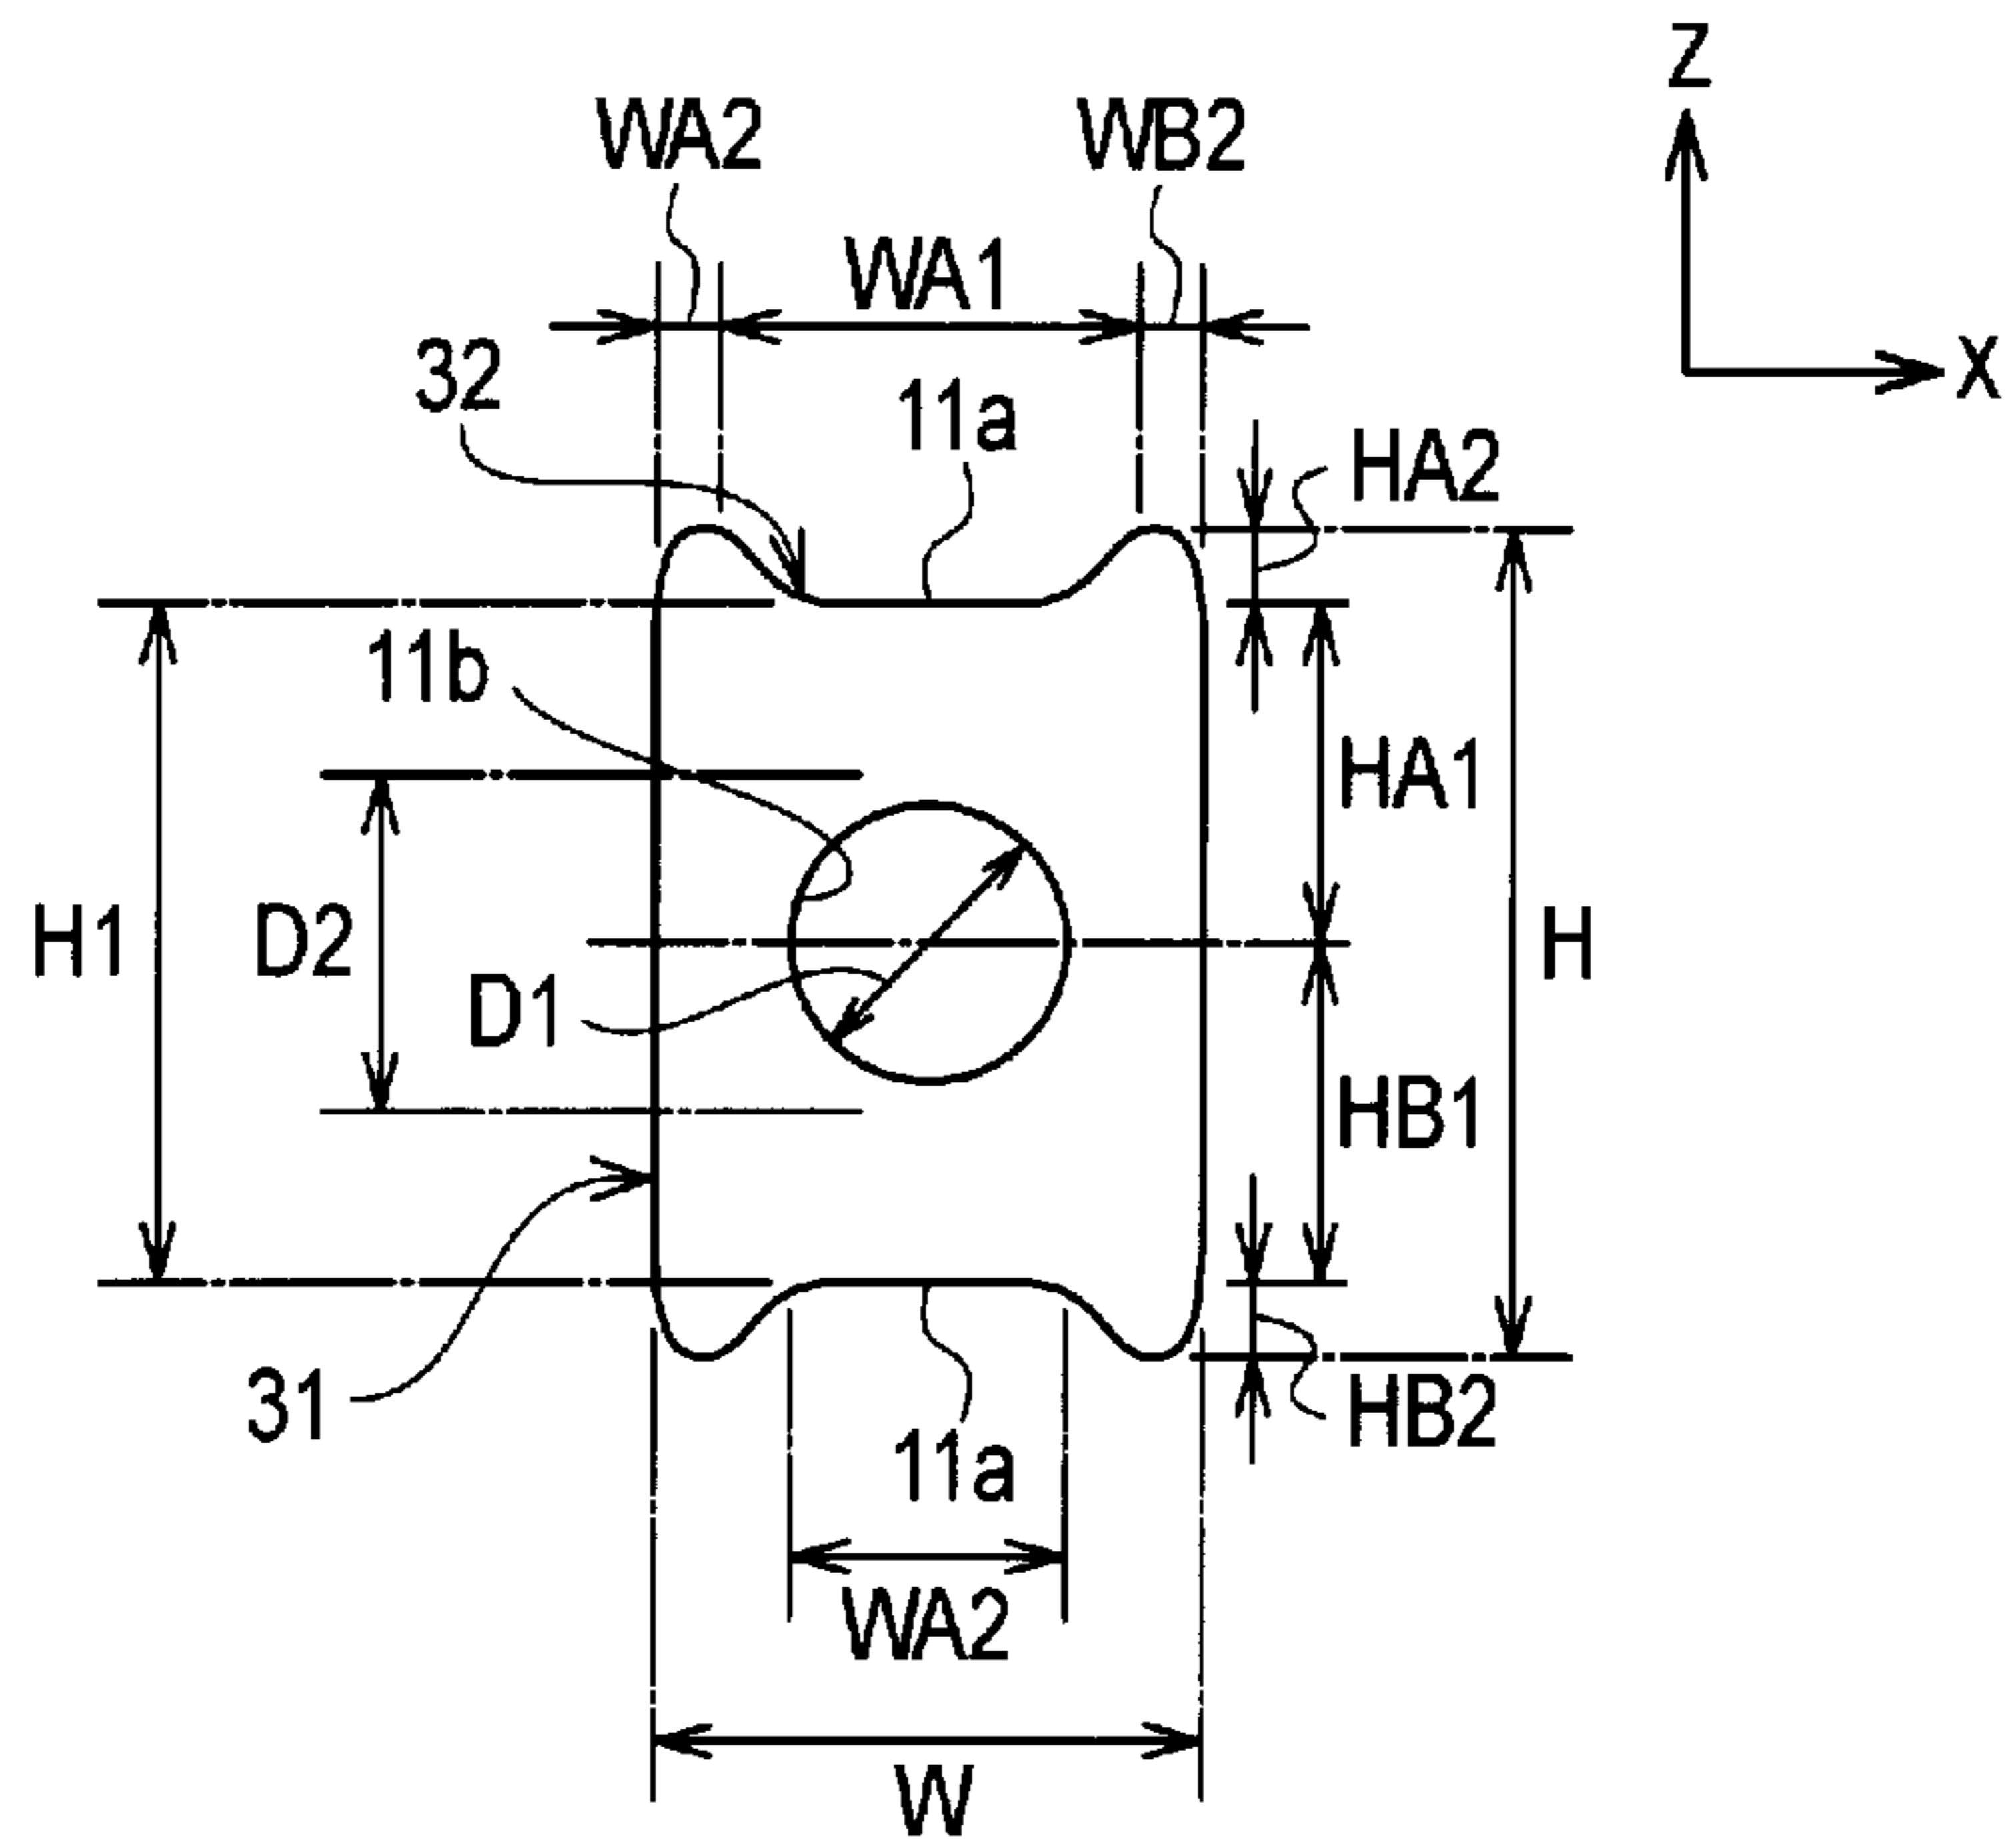 Z
WA2 WB2
WA1
X
32 11a HA2
11b
HA1
H1 D2 H
D1
HB1
31 HB2
11a
WA2
W